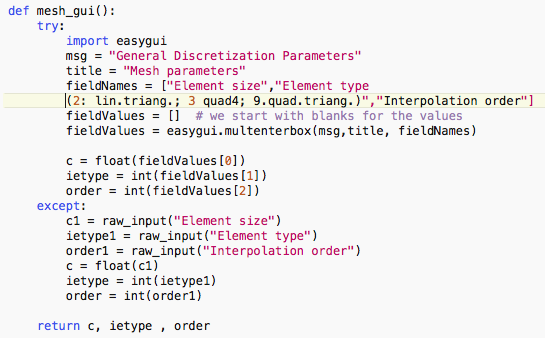 def mesh_gui():
    try:
        import easygui
        msg = "General Discretization Parameters"
        title = "Mesh parameters"
        fieldNames = ["Element size","Element type
        (2: lin.triang.; 3 quad4; 9.quad.triang.)","Interpolation order"]
        fieldValues = []  # we start with blanks for the values
        fieldValues = easygui.multenterbox(msg,title, fieldNames)

        c = float(fieldValues[0])
        ietype = int(fieldValues[1])
        order = int(fieldValues[2])
    except:
        c1 = raw_input("Element size")
        ietype1 = raw_input("Element type")
        order1 = raw_input("Interpolation order")
        c = float(c1)
        ietype = int(ietype1)
        order = int(order1)

    return c, ietype , order